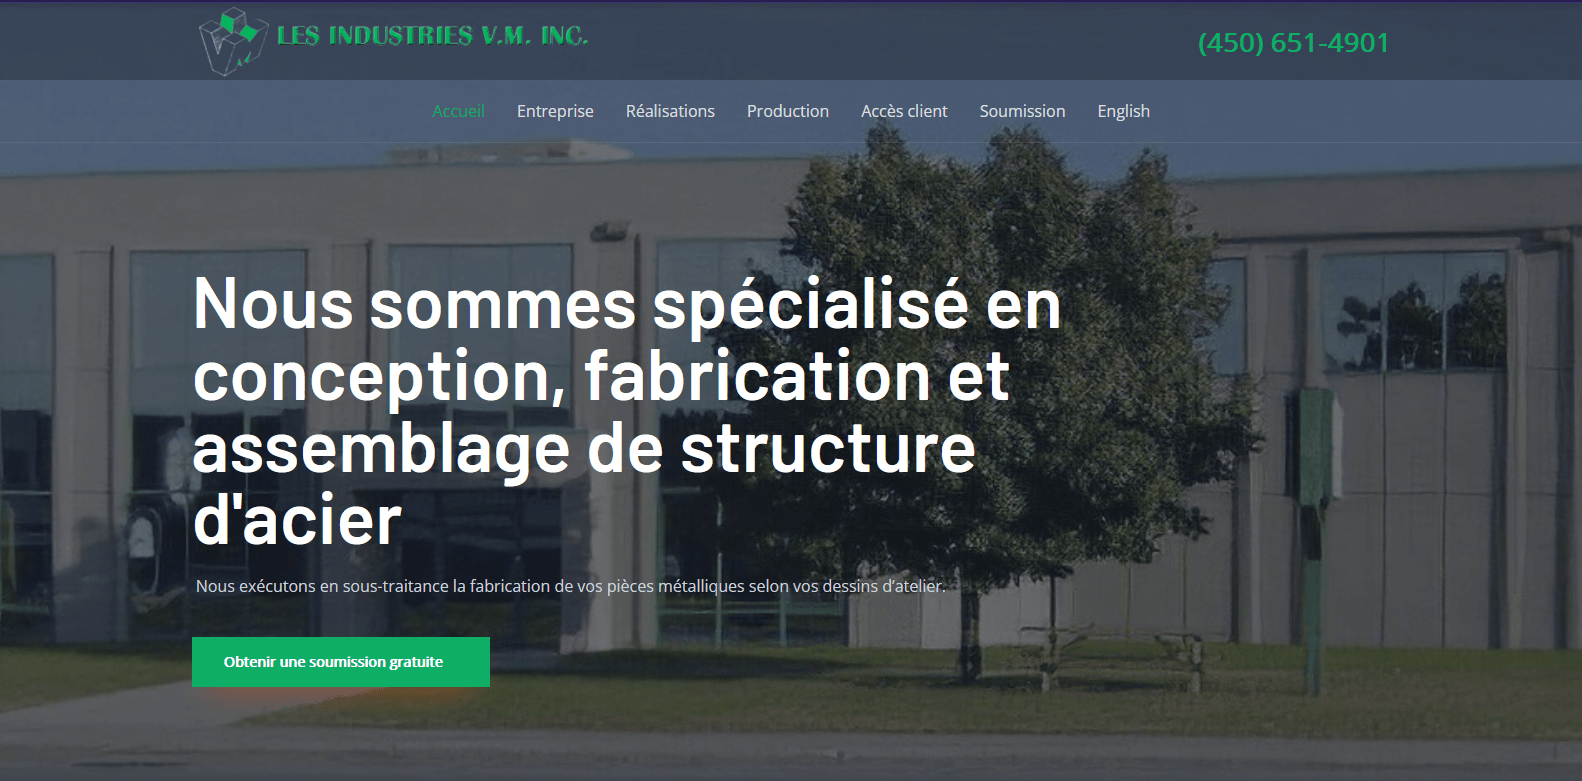 LES INDUSTRIES V.M. INC.
(450) 651-4901
Accueil Entreprise Réalisations Production Accès client Soumission English
Nous sommes spécialisé en
conception, fabrication et
assemblage de structure
d'acier
Nous exécutons en sous-traitance la fabrication de vos pièces métalliques selon vos dessins d’atelier.
Obtenir une soumission gratuite